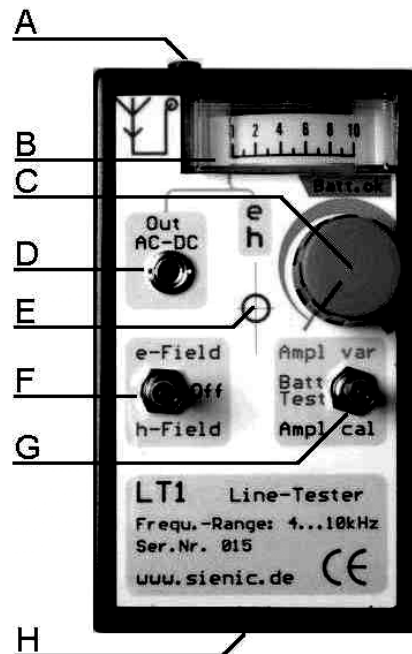 A
1 2 4 6 8 10
B
C
Batt.ok
Out
AC-DC
e
h
D
E
e-Field
Off
h-Field
F
Ampl var
Batt
Test
Ampl cal
G
LT1 Line-Tester
Frequ.-Range: 4...10kHz
Ser.Nr. 015
www.sienic.de CE
H